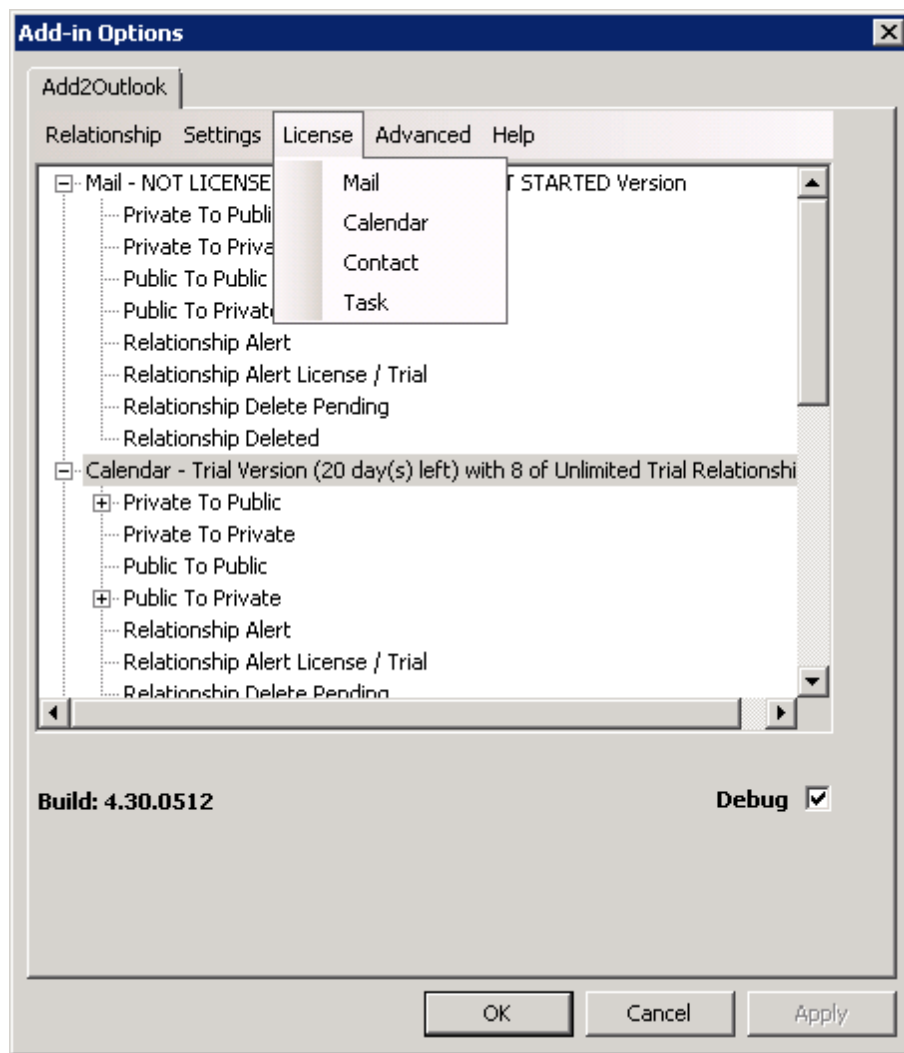 Add-in Options
Add2Outlook
Relationship Settings License Advanced Help
Mail - NOT LICENSE T STARTED Version
Mail
Private To Publi
Calendar
Private To Priva
Contact
Public To Public
Task
Public To Privat
Relationship Alert
Relationship Alert License / Trial
Relationship Delete Pending
Relationship Deleted
Calendar - Trial Version (20 day(s) left) with 8 of Unlimited Trial Relationshi
Private To Public
Private To Private
Public To Public
Public To Private
Relationship Alert
Relationship Alert License / Trial
Relationship Delete Pending
Build: 4.30.0512 Debug
OK Cancel Apply